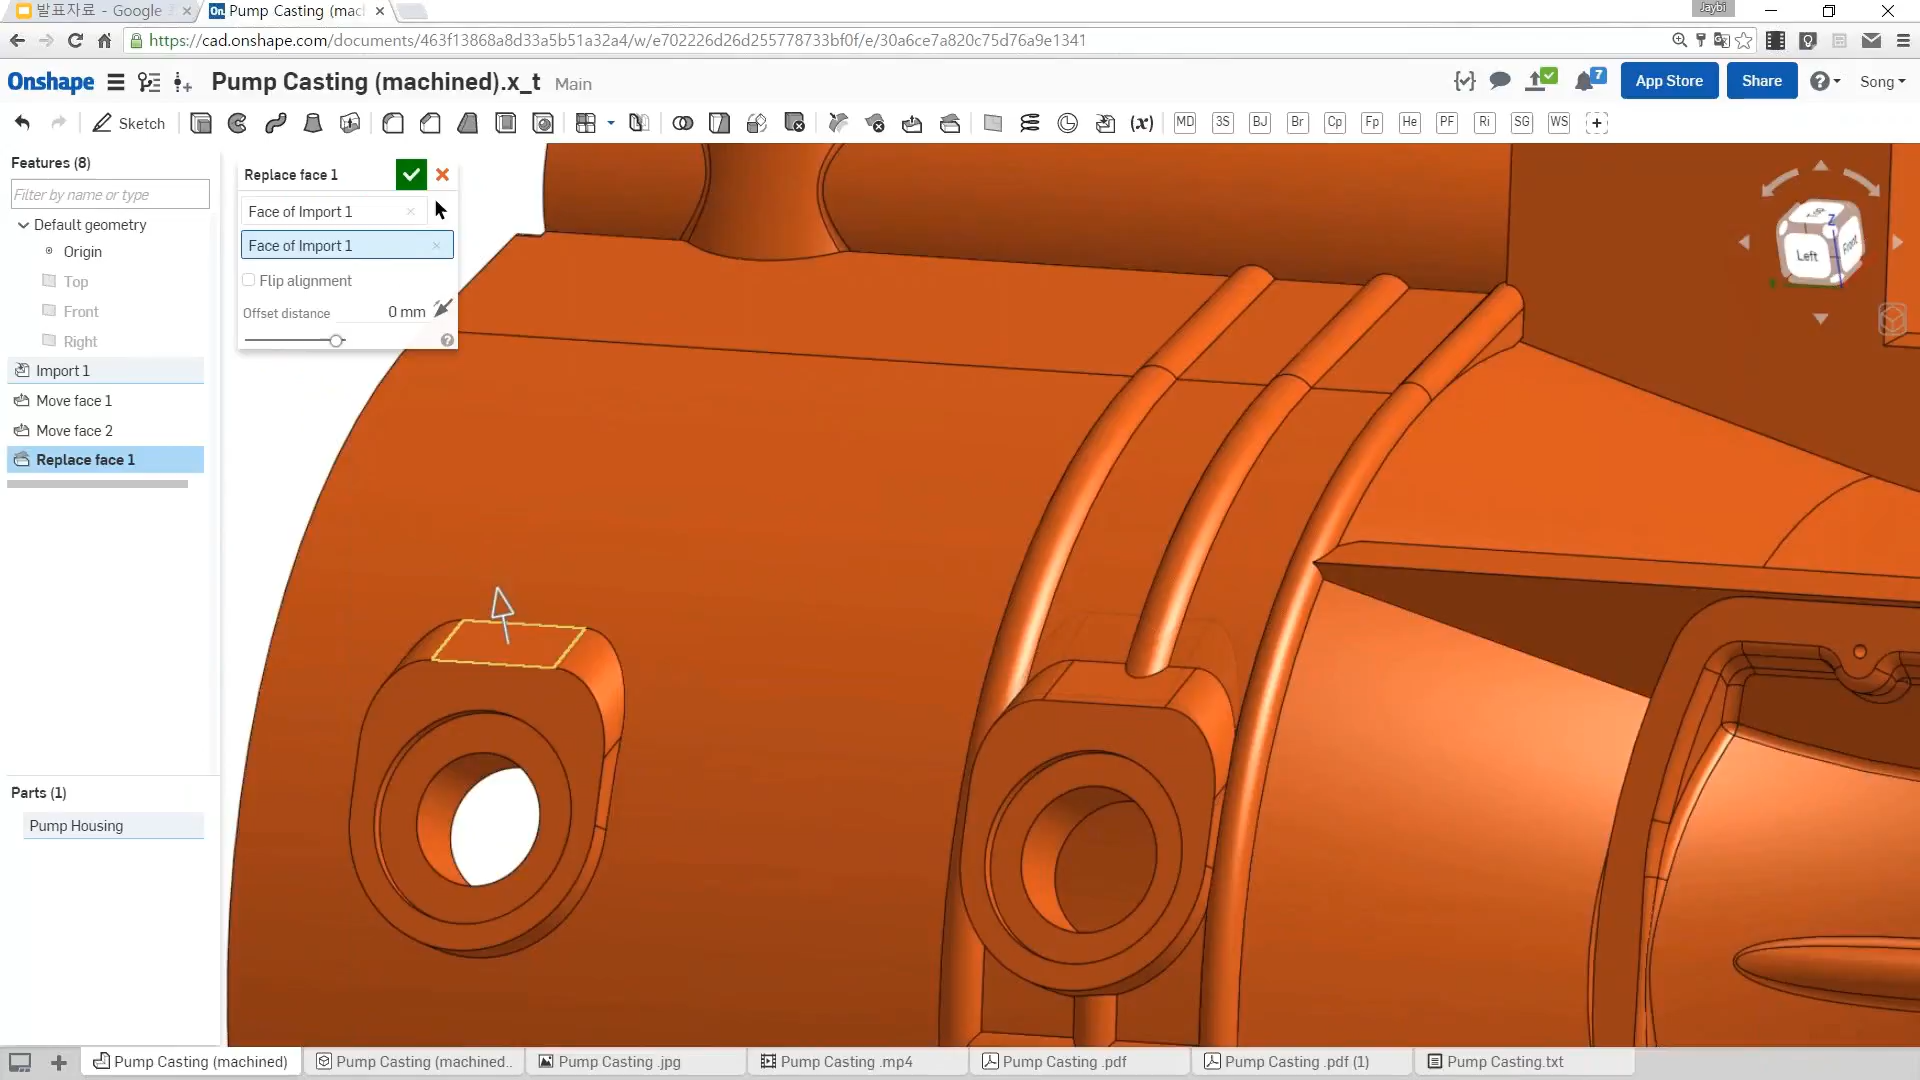 발표자료 - Google
Pump Casting (mac
Jaybi
https://cad.onshape.com/documents/463f13868a8d33a5b51a32a4/w/e702226d26d255778733bf0f/e/30a6ce7a820c75d76a9e1341
Onshape
Pump Casting (machined).x_t Main
7
App Store
Share
Song
Sketch
(x)
MD
3S
BJ
Br
Cp
Fp
He
PF
Ri
SG
WS
Features (8)
Filter by name or type
Default geometry
Origin
Top
Front
Right
Import 1
Move face 1
Move face 2
Replace face 1
Replace face 1
Face of Import 1
Face of Import 1
Flip alignment
Offset distance 0 mm
Z
Left
Front
Parts (1)
Pump Housing
Pump Casting (machined)
Pump Casting (machined..
Pump Casting .jpg
Pump Casting .mp4
Pump Casting .pdf
Pump Casting .pdf (1)
Pump Casting.txt